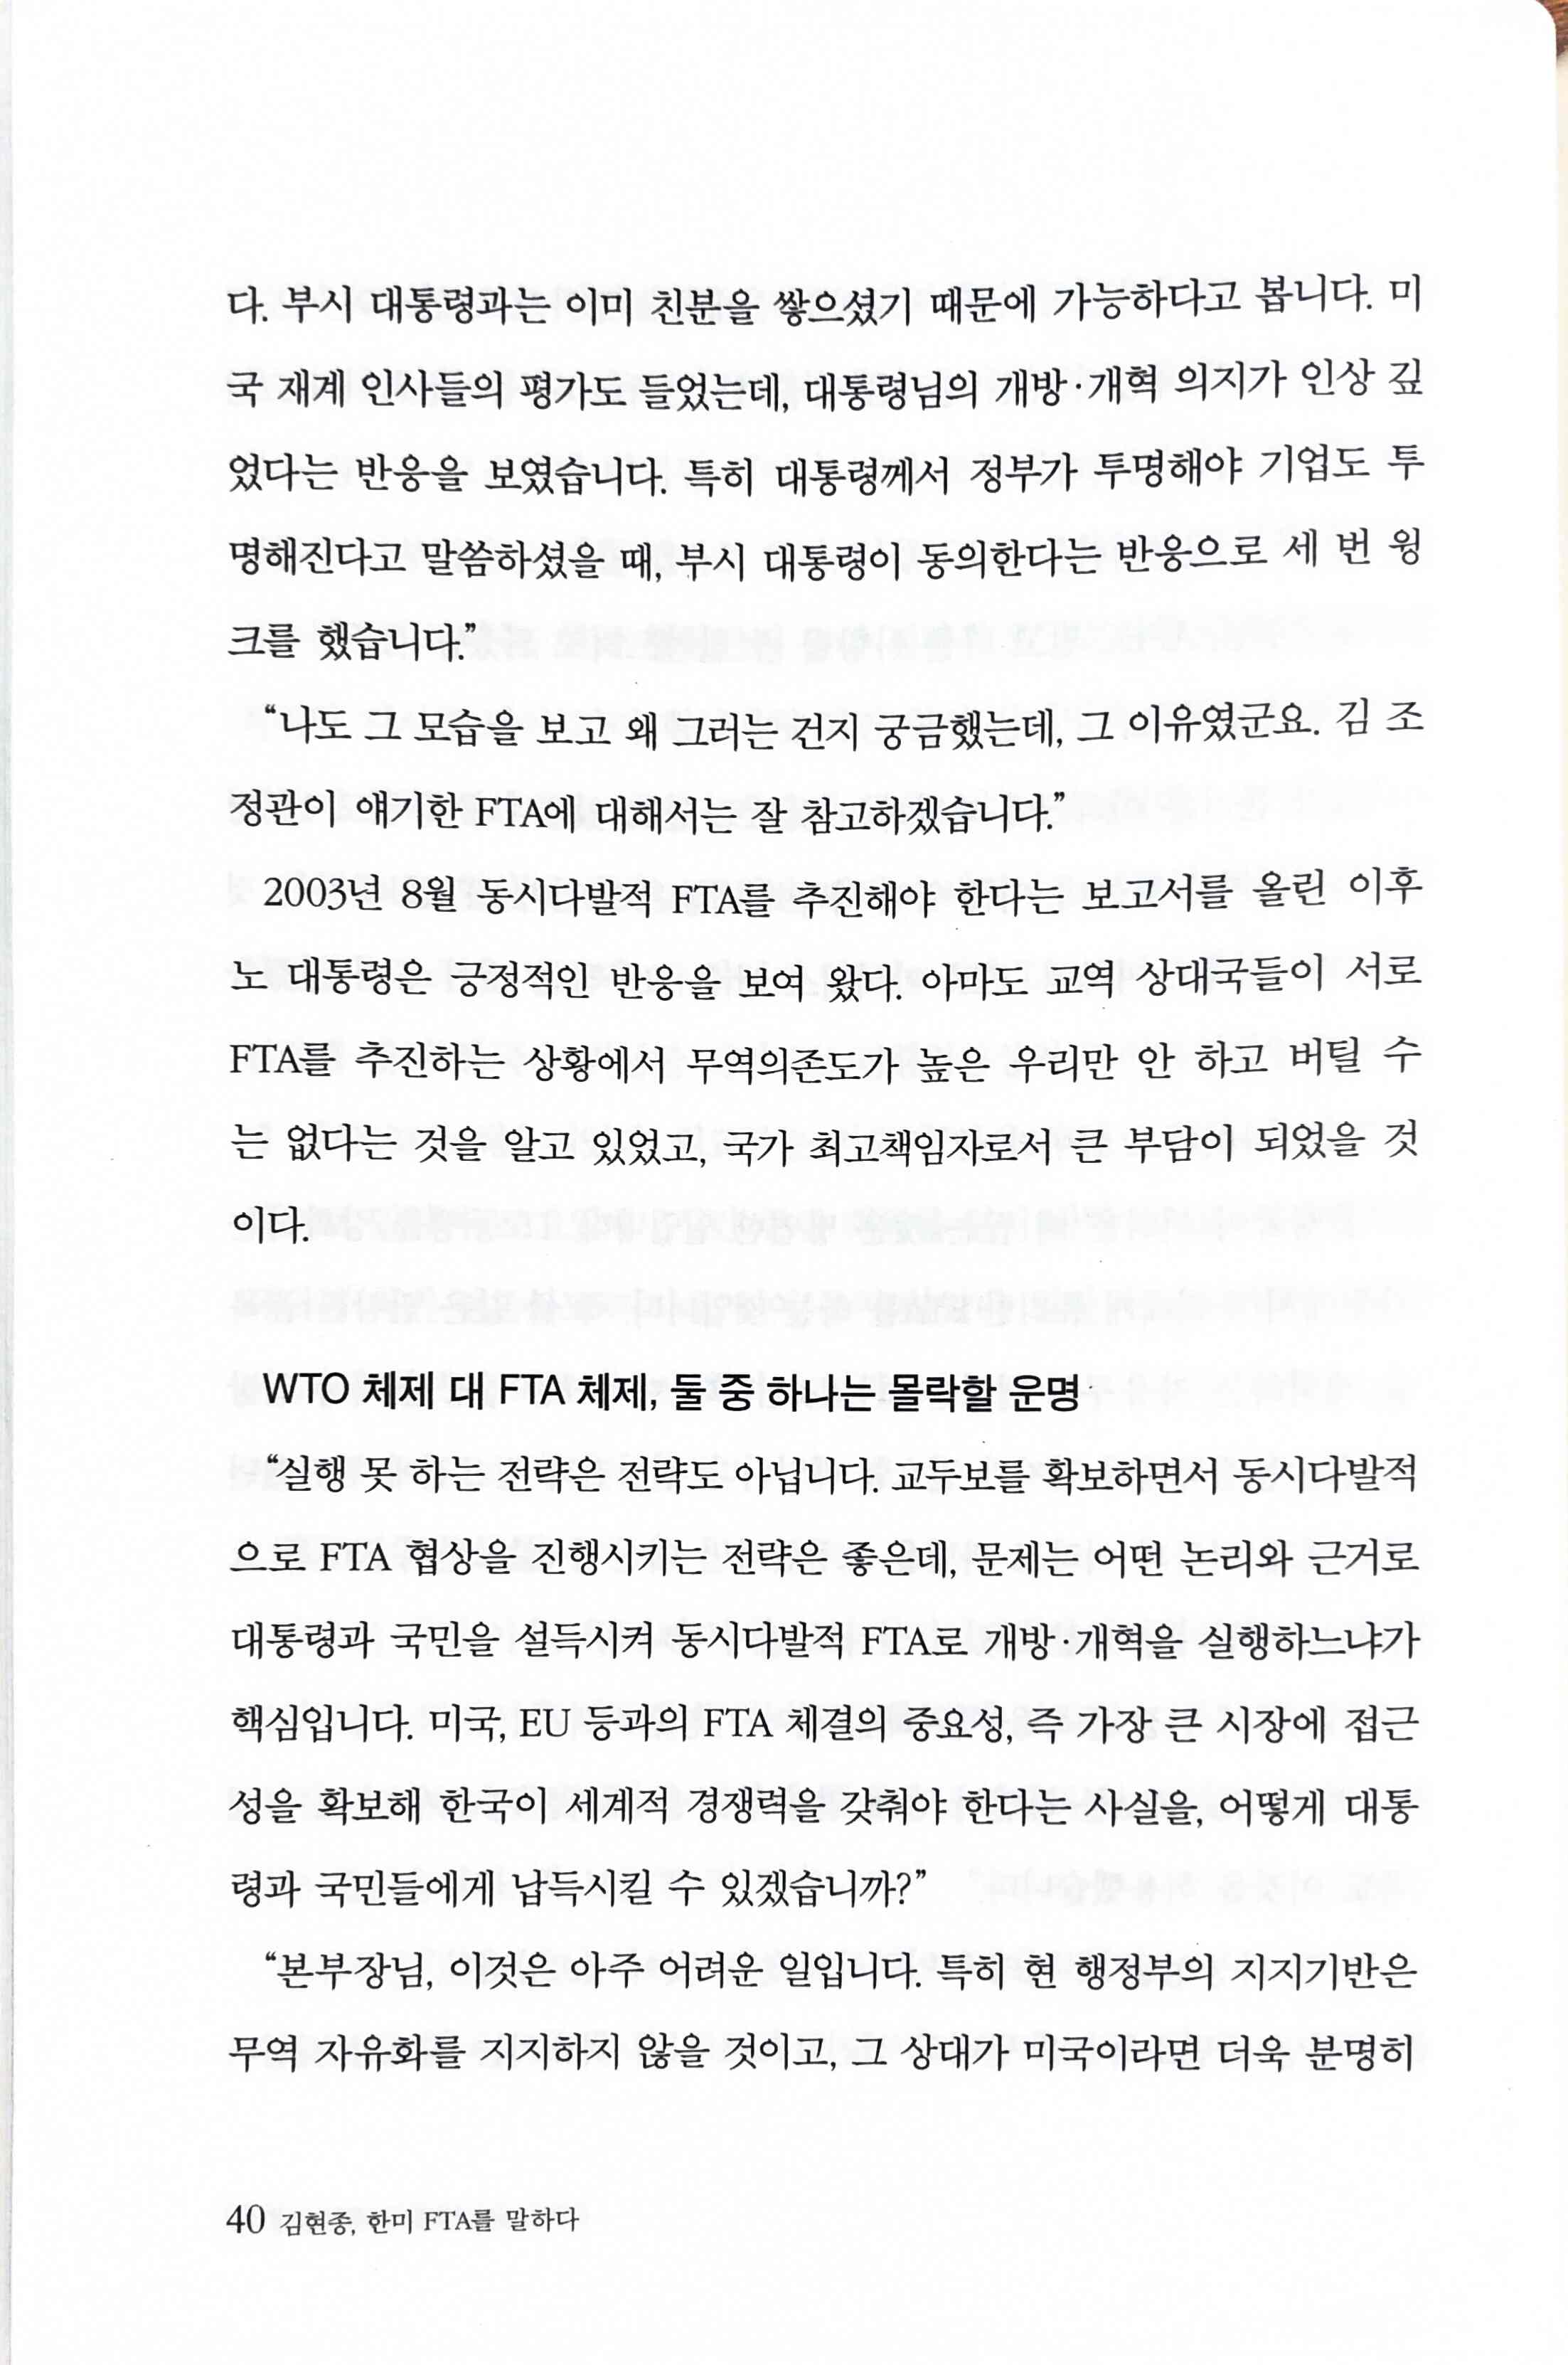 다. 부시 대통령과는 이미 친분을 쌓으셨기 때문에 가능하다고 봅니다. 미
국 재계 인사들의 평가도 들었는데, 대통령님의 개방·개혁 의지가 인상 깊
었다는 반응을 보였습니다. 특히 대통령께서 정부가 투명해야 기업도 투
명해진다고 말씀하셨을 때, 부시 대통령이 동의한다는 반응으로 세 번 윙
크를 했습니다.”
“나도 그 모습을 보고 왜 그러는 건지 궁금했는데, 그 이유였군요. 김 조
정관이 얘기한 FTA에 대해서는 잘 참고하겠습니다.”
2003년 8월 동시다발적 FTA를 추진해야 한다는 보고서를 올린 이후
노 대통령은 긍정적인 반응을 보여 왔다. 아마도 교역 상대국들이 서로
FTA를 추진하는 상황에서 무역의존도가 높은 우리만 안 하고 버틸 수
는 없다는 것을 알고 있었고, 국가 최고책임자로서 큰 부담이 되었을 것
이다.
WTO 체제 대 FTA 체제, 둘 중 하나는 몰락할 운명
“실행 못 하는 전략은 전략도 아닙니다. 교두보를 확보하면서 동시다발적
으로 FTA 협상을 진행시키는 전략은 좋은데, 문제는 어떤 논리와 근거로
대통령과 국민을 설득시켜 동시다발적 FTA로 개방·개혁을 실행하느냐가
핵심입니다. 미국, EU 등과의 FTA 체결의 중요성, 즉 가장 큰 시장에 접근
성을 확보해 한국이 세계적 경쟁력을 갖춰야 한다는 사실을, 어떻게 대통
령과 국민들에게 납득시킬 수 있겠습니까?”
“본부장님, 이것은 아주 어려운 일입니다. 특히 현 행정부의 지지기반은
무역 자유화를 지지하지 않을 것이고, 그 상대가 미국이라면 더욱 분명히
40 김현종, 한미 FTA를 말하다